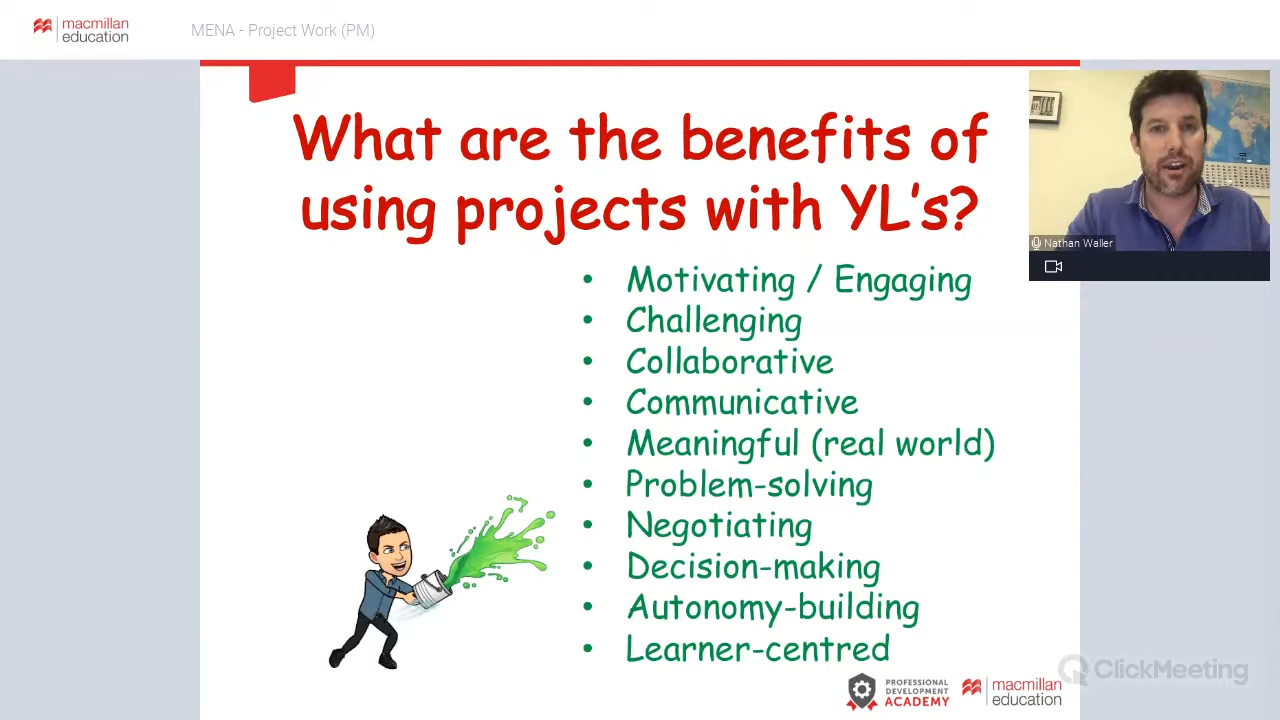 macmillan
education
MENA - Project Work (PM)
What are the benefits of
using projects with YL's?
Nathan Waller
• Motivating / Engaging
• Challenging
• Collaborative
• Communicative
• Meaningful (real world)
• Problem-solving
• Negotiating
• Decision-making
• Autonomy-building
• Learner-centred
PROFESSIONAL
DEVELOPMENT
ACADEMY
macmillan
education
ClickMeeting